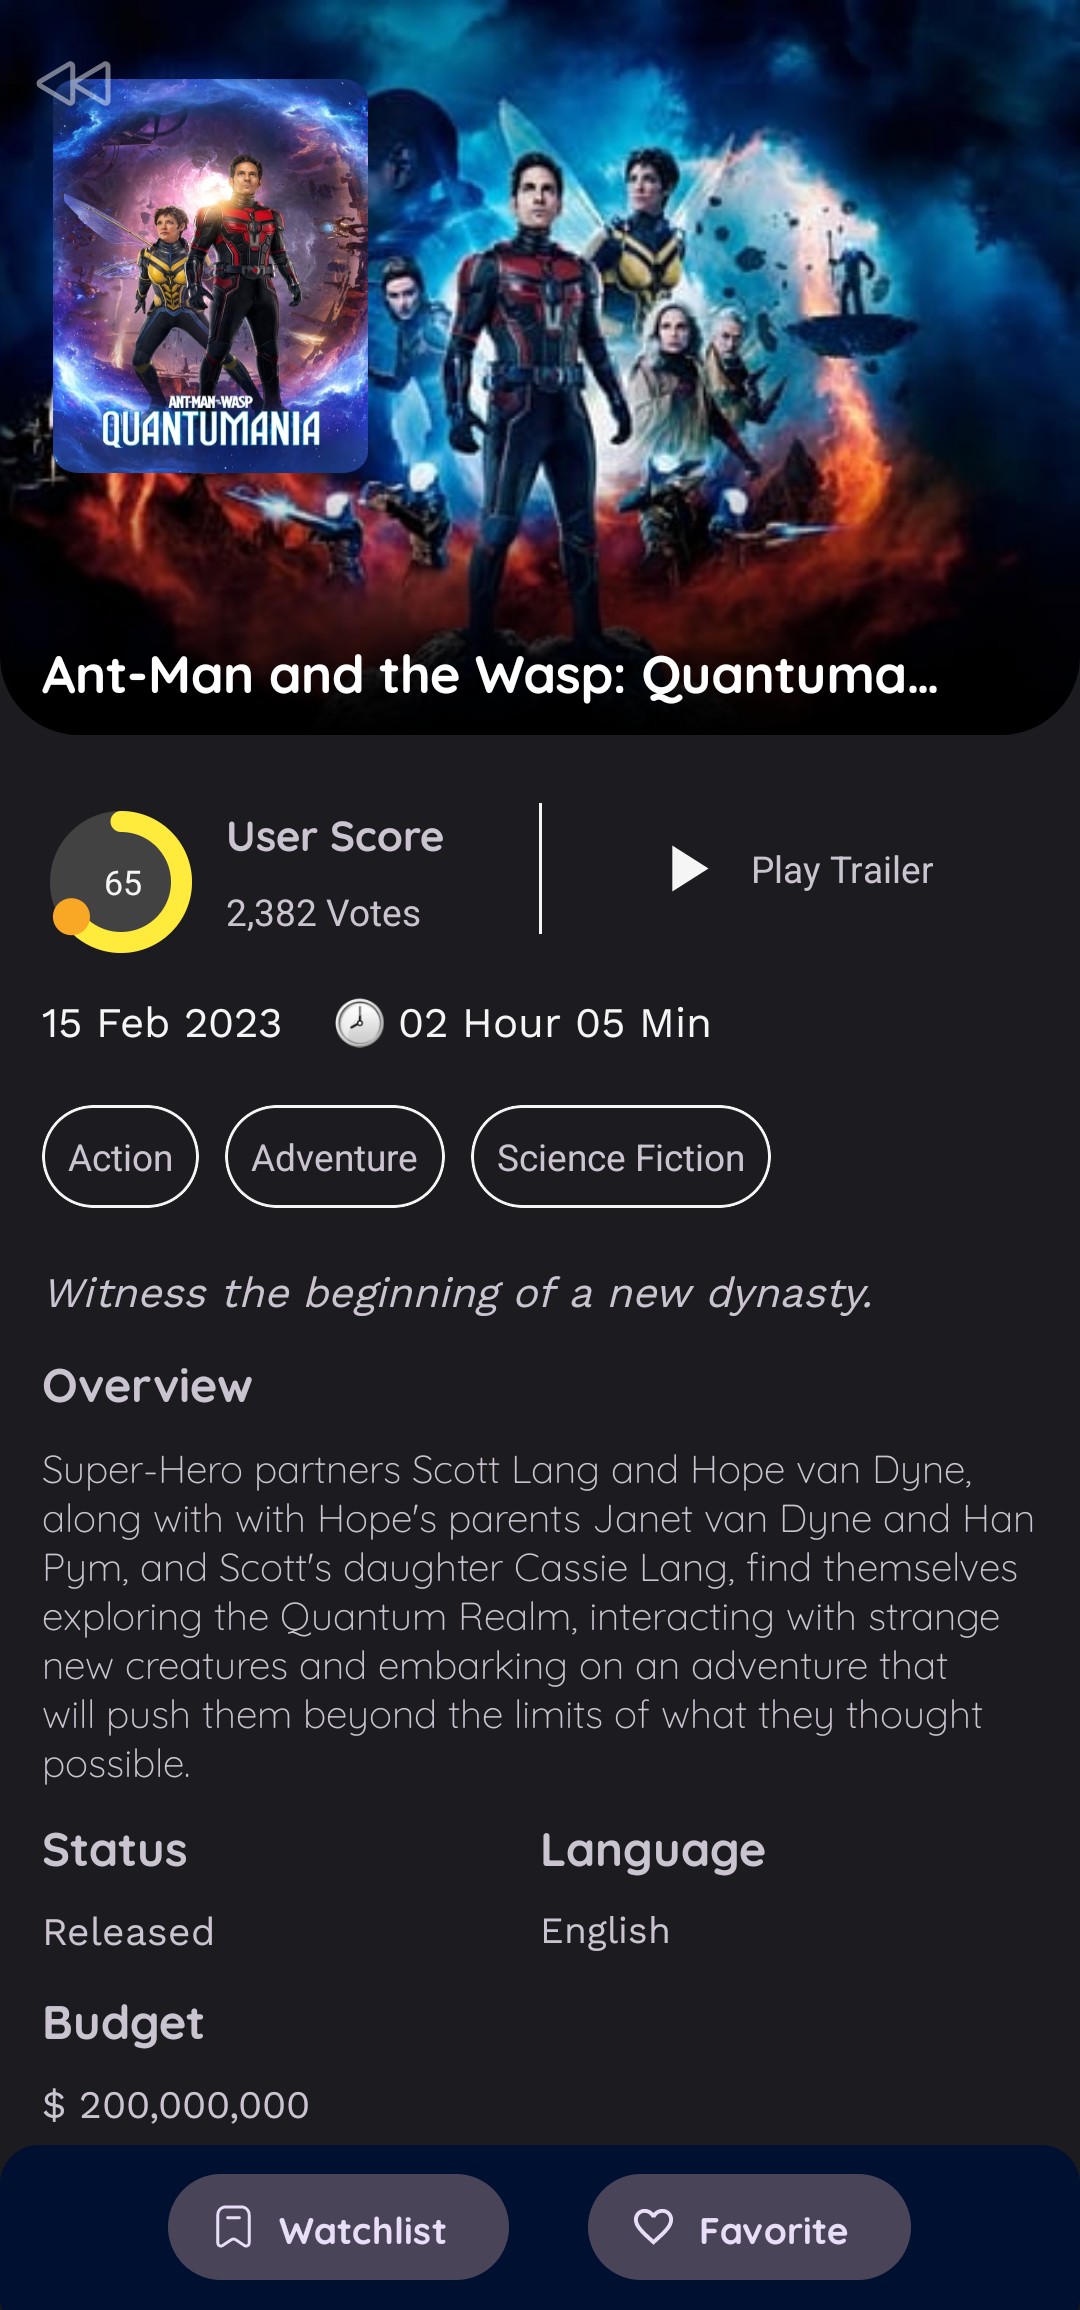 ANT-MAN AND THE WASP
QUANTUMANIA
Ant-Man and the Wasp: Quantuma...
65
User Score
2,382 Votes
Play Trailer
15 Feb 2023
02 Hour 05 Min
Action
Adventure
Science Fiction
Witness the beginning of a new dynasty.
Overview
Super-Hero partners Scott Lang and Hope van Dyne,
along with with Hope's parents Janet van Dyne and Han
Pym, and Scott's daughter Cassie Lang, find themselves
exploring the Quantum Realm, interacting with strange
new creatures and embarking on an adventure that
will push them beyond the limits of what they thought
possible.
Status
Language
Released
English
Budget
$ 200,000,000
Watchlist
Favorite